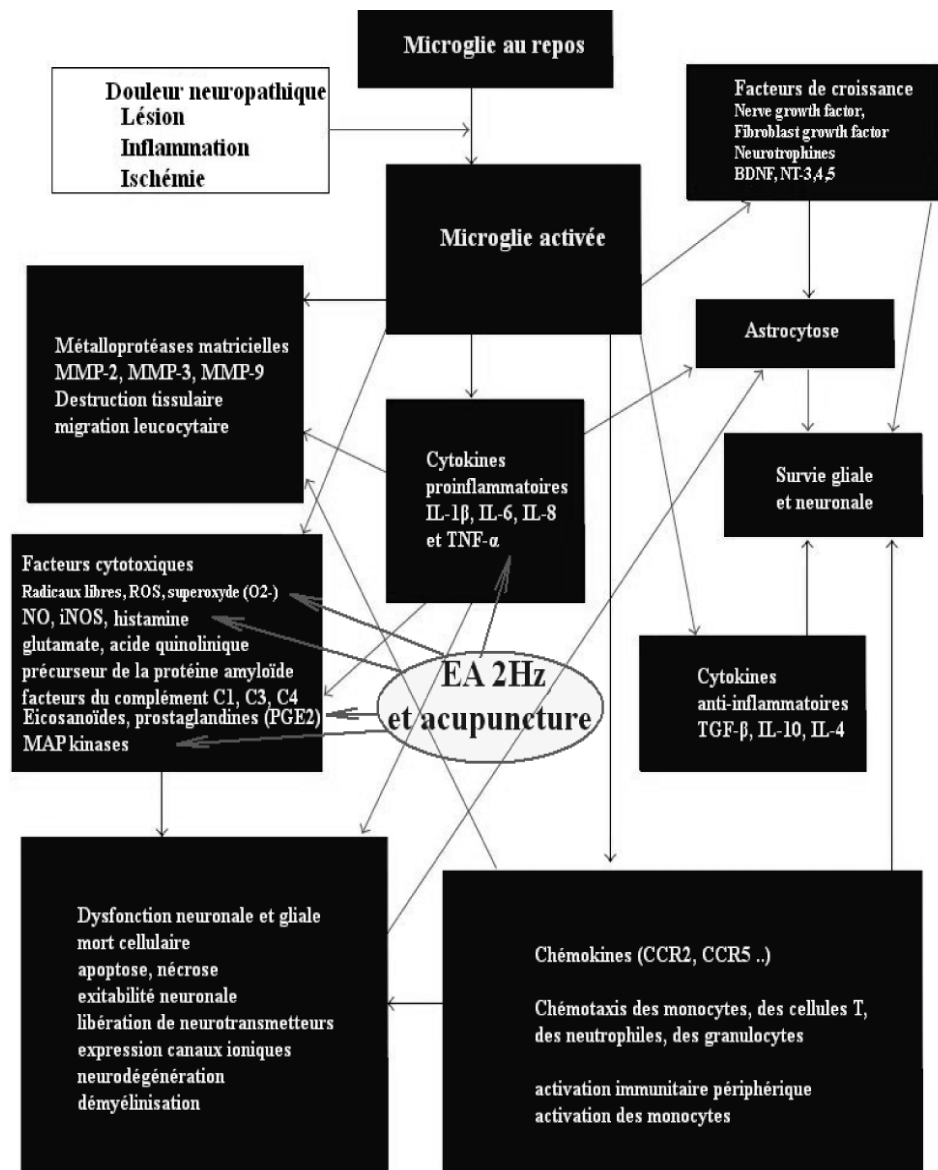 Microglie au repos
Douleur neuropathique
Lésion
Inflammation
Ischémie
Facteurs de croissance
Nerve growth factor,
Fibroblast growth factor
Neurotrophines
BDNF, NT-3,4,5
Microglie activée
Métalloprotéases matricielles
MMP-2, MMP-3, MMP-9
Destruction tissulaire
migration leucocytaire
Astrocytose
Cytokines
proinflammatoires
IL-1β, IL-6, IL-8
et TNF-α
Survie gliale
et neuronale
Facteurs cytotoxiques
Radicaux libres, ROS, superoxyde (O2-)
NO, iNOS, histamine
glutamate, acide quinolinique
précurseur de la protéine amyloïde
facteurs du complément C1, C3, C4
Eicosanoïdes, prostaglandines (PGE2)
MAP kinases
EA 2Hz
et acupuncture
Cytokines
anti-inflammatoires
TGF-β, IL-10, IL-4
Dysfonction neuronale et gliale
mort cellulaire
apoptose, nécrose
exitabilité neuronale
libération de neurotransmetteurs
expression canaux ioniques
neurodégénération
démyélinisation
Chémokines (CCR2, CCR5 ..)
Chémotaxis des monocytes, des cellules T,
des neutrophiles, des granulocytes
activation immunitaire périphérique
activation des monocytes